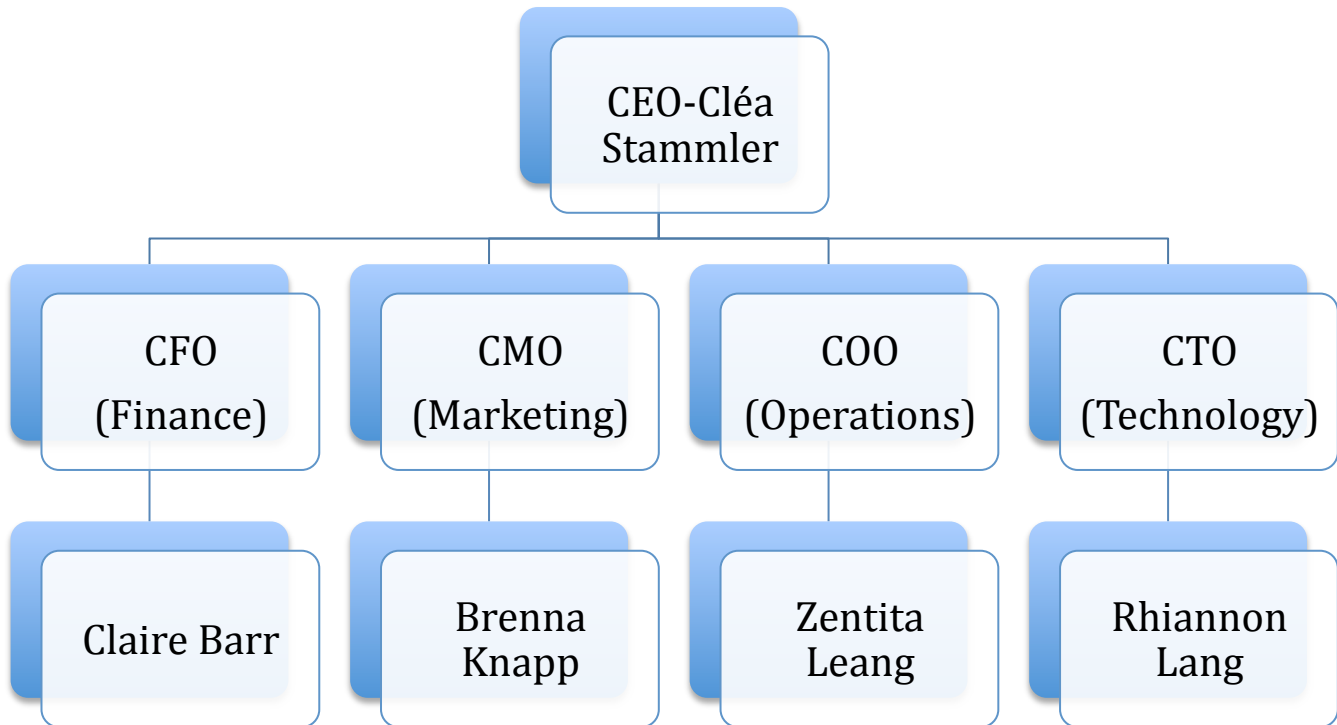 CEO-Cléa
Stammler
CFO
(Finance)
CMO
(Marketing)
COO
(Operations)
CTO
(Technology)
Claire Barr
Brenna
Knapp
Zentita
Leang
Rhiannon
Lang